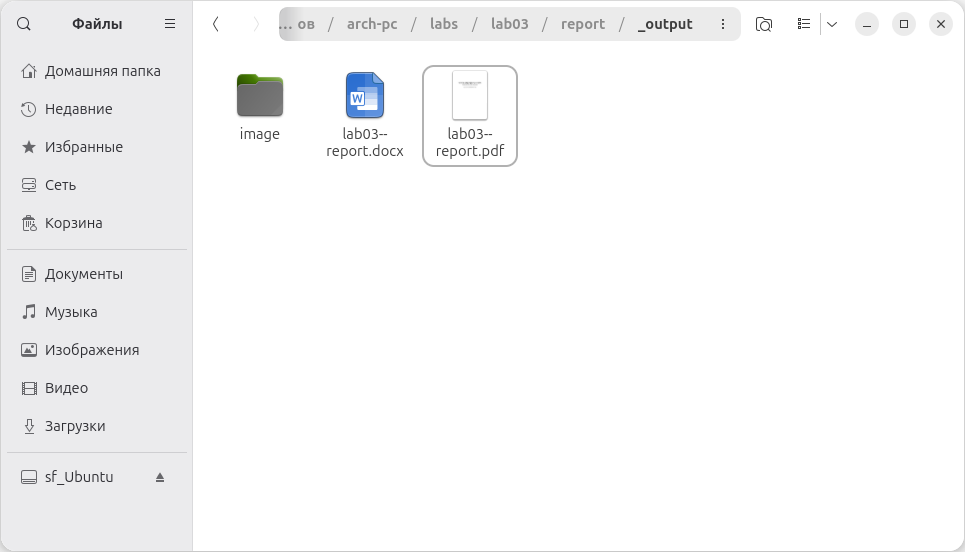 Файлы
… ов / arch-pc / labs / lab03 / report / _output
Домашняя папка
Недавние
Избранные
Сеть
Корзина
Документы
Музыка
Изображения
Видео
Загрузки
sf_Ubuntu
image
lab03--
report.docx
lab03--
report.pdf